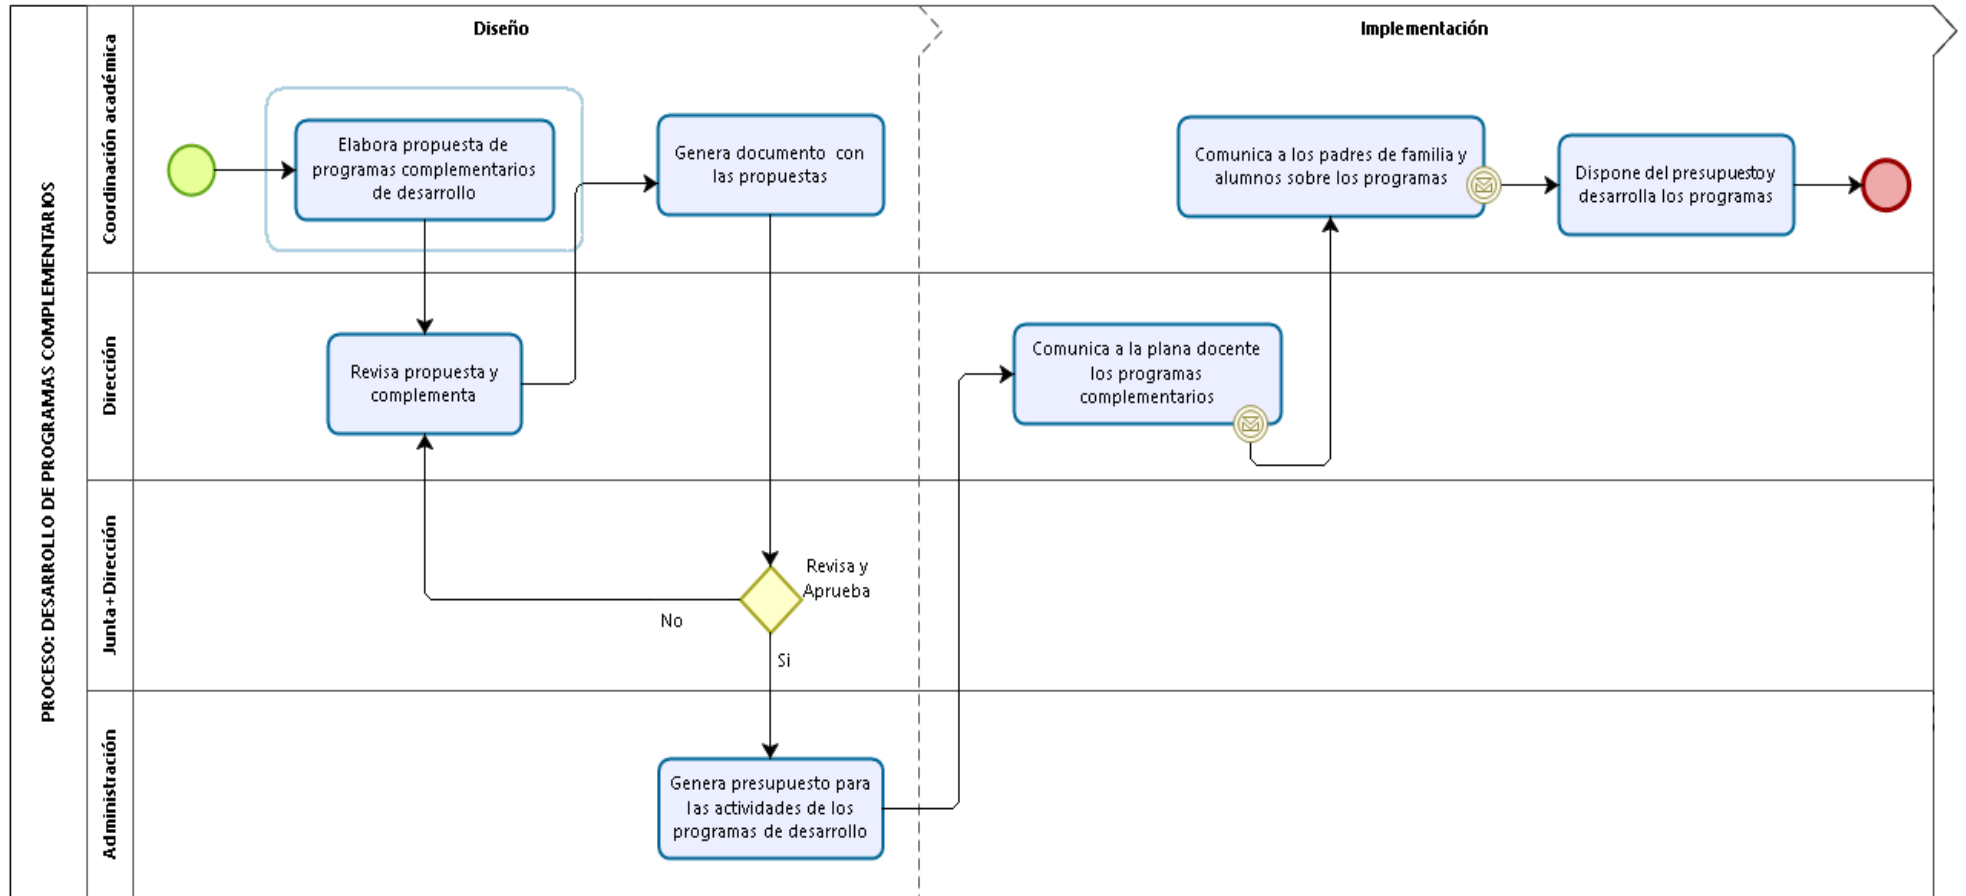 PROCESO: DESARROLLO DE PROGRAMAS COMPLEMENTARIOS
Diseño
Implementación
Coordinación académica
Elabora propuesta de
programas complementarios
de desarrollo
Genera documento con
las propuestas
Comunica a los padres de familia y
alumnos sobre los programas
Dispone del presupuesto y
desarrolla los programas
Dirección
Revisa propuesta y
complementa
Comunica a la plana docente
los programas
complementarios
Junta+Dirección
Revisa y
Aprueba
No
Si
Administración
Genera presupuesto para
las actividades de los
programas de desarrollo